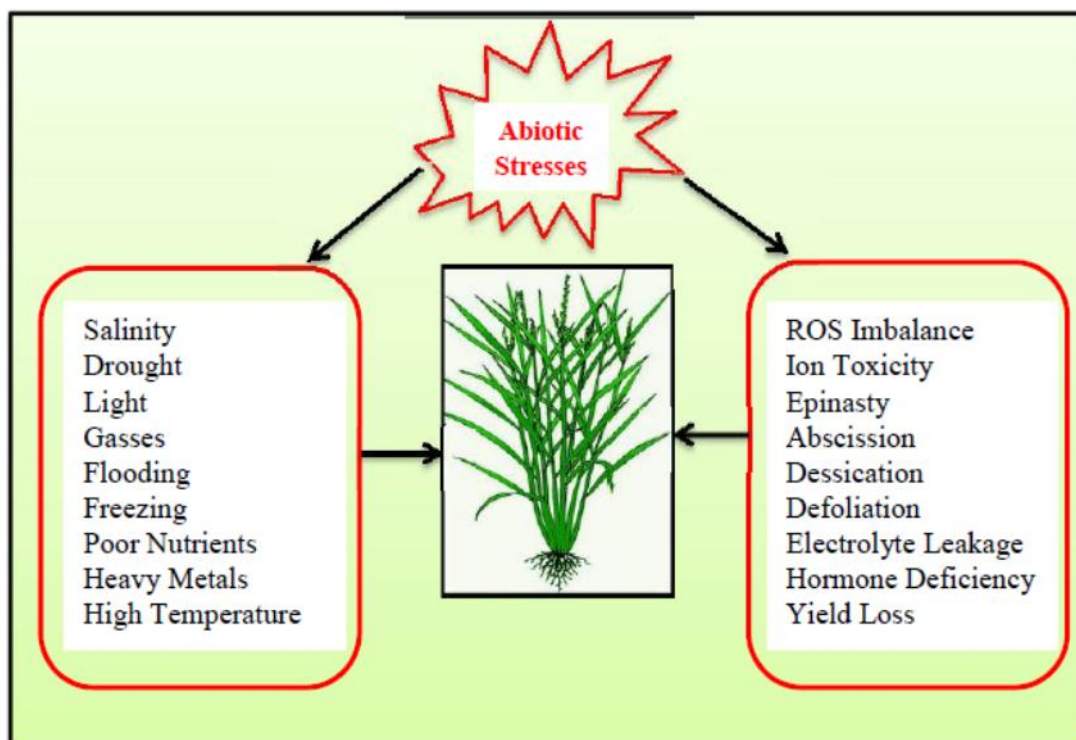 Abiotic
Stresses
Salinity
Drought
Light
Gasses
Flooding
Freezing
Poor Nutrients
Heavy Metals
High Temperature
ROS Imbalance
Ion Toxicity
Epinasty
Abscission
Dessication
Defoliation
Electrolyte Leakage
Hormone Deficiency
Yield Loss